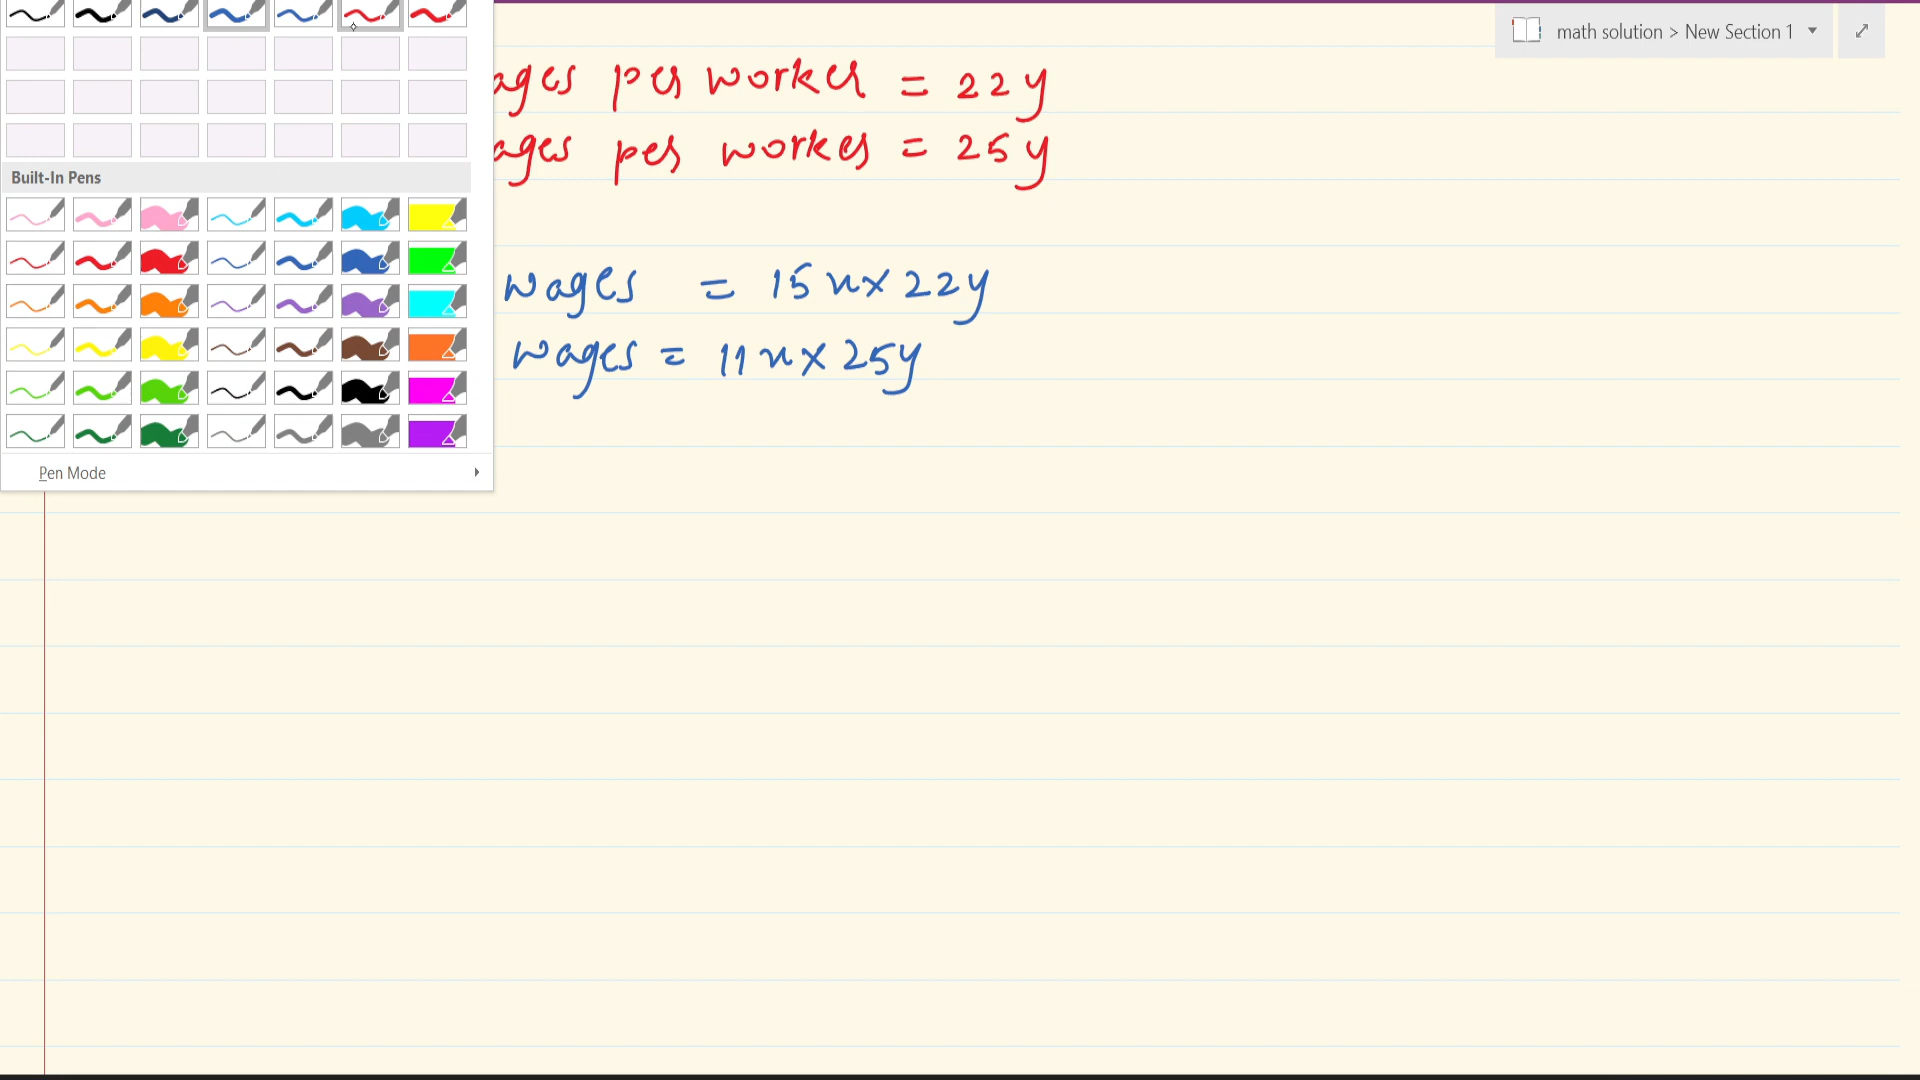 math solution > New Section 1
ages per worker = 22y
ages per worker = 25y
Built-In Pens
wages = 15x × 22y
wages = 11x × 25y
Pen Mode